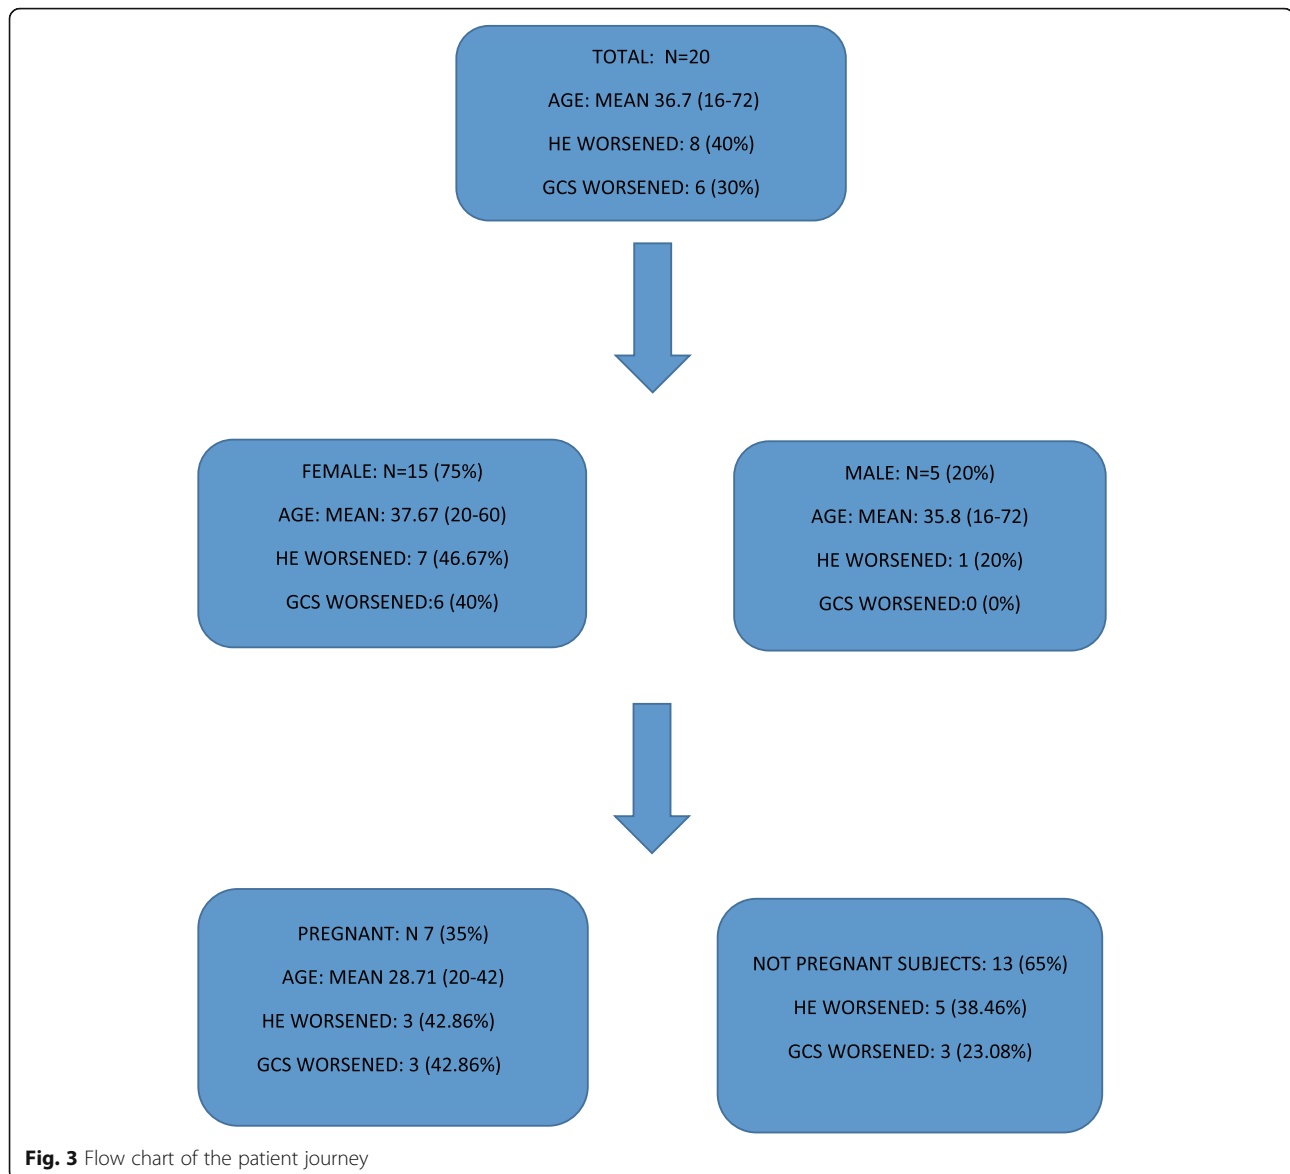 TOTAL:  N=20
AGE: MEAN 36.7 (16-72)
HE WORSENED: 8 (40%)
GCS WORSENED: 6 (30%)
FEMALE: N=15 (75%)
AGE: MEAN: 37.67 (20-60)
HE WORSENED: 7 (46.67%)
GCS WORSENED:6 (40%)
MALE: N=5 (20%)
AGE: MEAN: 35.8 (16-72)
HE WORSENED: 1 (20%)
GCS WORSENED:0 (0%)
PREGNANT: N 7 (35%)
AGE: MEAN 28.71 (20-42)
HE WORSENED: 3 (42.86%)
GCS WORSENED: 3 (42.86%)
NOT PREGNANT SUBJECTS: 13 (65%)
HE WORSENED: 5 (38.46%)
GCS WORSENED: 3 (23.08%)
Fig. 3 Flow chart of the patient journey